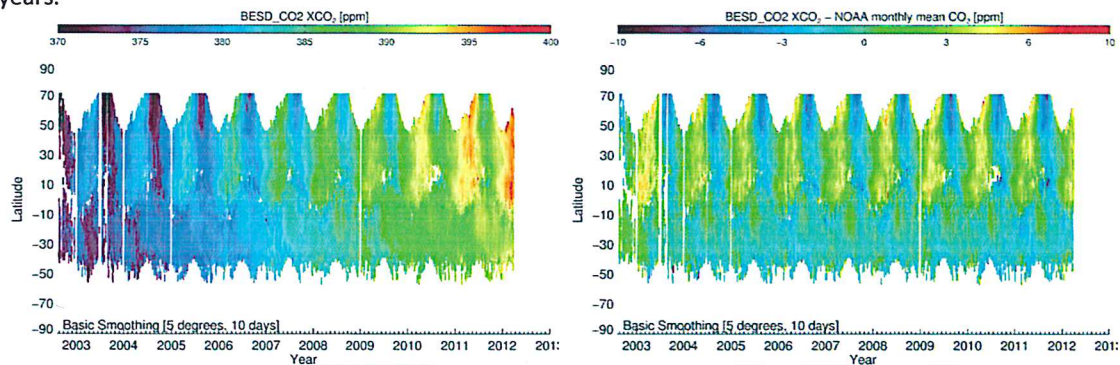 years.
BESD_CO2 XCO₂ [ppm]
370 375 380 385 390 395 400
90
70
50
30
10
-10
-30
-50
-70
-90
Latitude
Basic Smoothing [5 degrees, 10 days]
2003 2004 2005 2006 2007 2008 2009 2010 2011 2012 201
Year
BESD_CO2 XCO₂ – NOAA monthly mean CO₂ [ppm]
-10 -6 -3 0 3 6 10
90
70
50
30
10
-10
-30
-50
-70
-90
Latitude
Basic Smoothing [5 degrees, 10 days]
2003 2004 2005 2006 2007 2008 2009 2010 2011 2012 201
Year